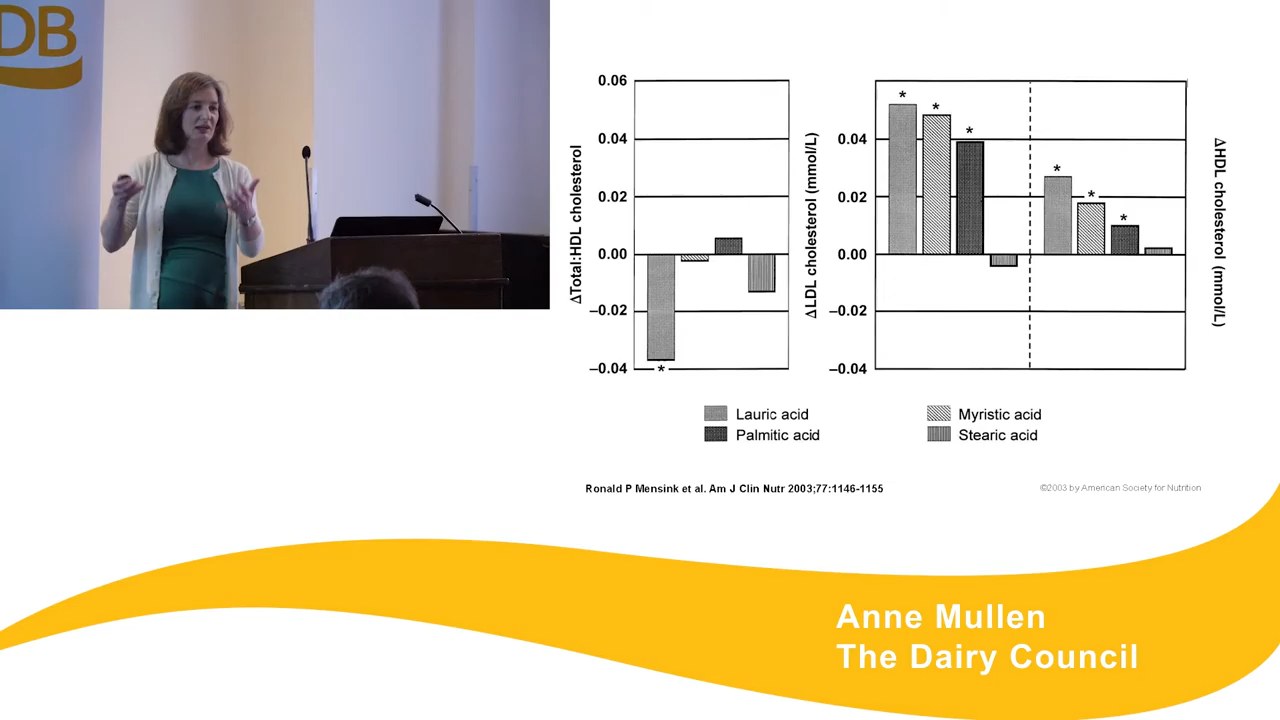 DB
0.06
0.04
0.02
0.00
–0.02
–0.04
ΔTotal:HDL cholesterol
0.04
0.02
0.00
–0.02
–0.04
ΔLDL cholesterol (mmol/L)
ΔHDL cholesterol (mmol/L)
*
* * *
* * *
Lauric acid
Myristic acid
Palmitic acid
Stearic acid
Ronald P Mensink et al. Am J Clin Nutr 2003;77:1146-1155
©2003 by American Society for Nutrition
Anne Mullen
The Dairy Council